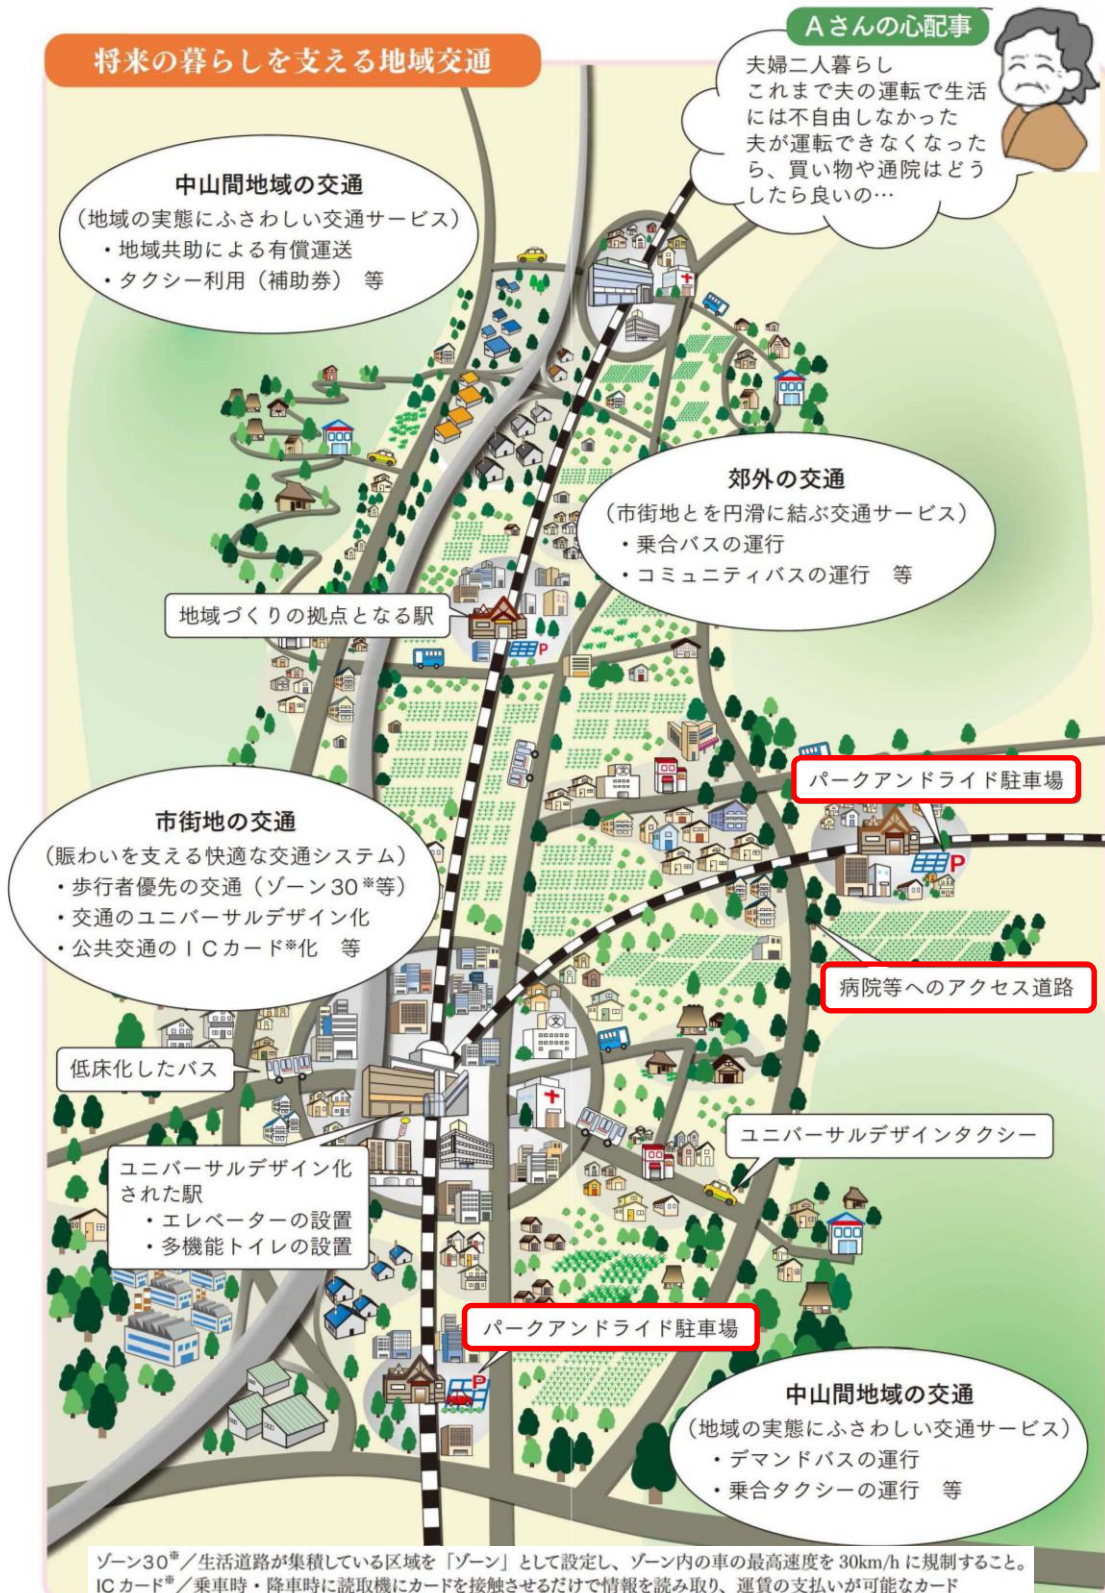 将来の暮らしを支える地域交通
Aさんの心配事
夫婦二人暮らし
これまで夫の運転で生活
には不自由しなかった
夫が運転できなくなった
ら、買い物や通院はどう
したら良いの…
中山間地域の交通
（地域の実態にふさわしい交通サービス）
・地域共助による有償運送
・タクシー利用（補助券）　等
郊外の交通
（市街地とを円滑に結ぶ交通サービス）
・乗合バスの運行
・コミュニティバスの運行　等
地域づくりの拠点となる駅
P
文
パークアンドライド駐車場
P
市街地の交通
（賑わいを支える快適な交通システム）
・歩行者優先の交通（ゾーン30※等）
・交通のユニバーサルデザイン化
・公共交通のＩＣカード※化　等
病院等へのアクセス道路
文
低床化したバス
ユニバーサルデザインタクシー
ユニバーサルデザイン化
された駅
・エレベーターの設置
・多機能トイレの設置
パークアンドライド駐車場
P
中山間地域の交通
（地域の実態にふさわしい交通サービス）
・デマンドバスの運行
・乗合タクシーの運行　等
ゾーン30※／生活道路が集積している区域を「ゾーン」として設定し、ゾーン内の車の最高速度を30km/hに規制すること。
ICカード※／乗車時・降車時に読取機にカードを接触させるだけで情報を読み取り、運賃の支払いが可能なカード